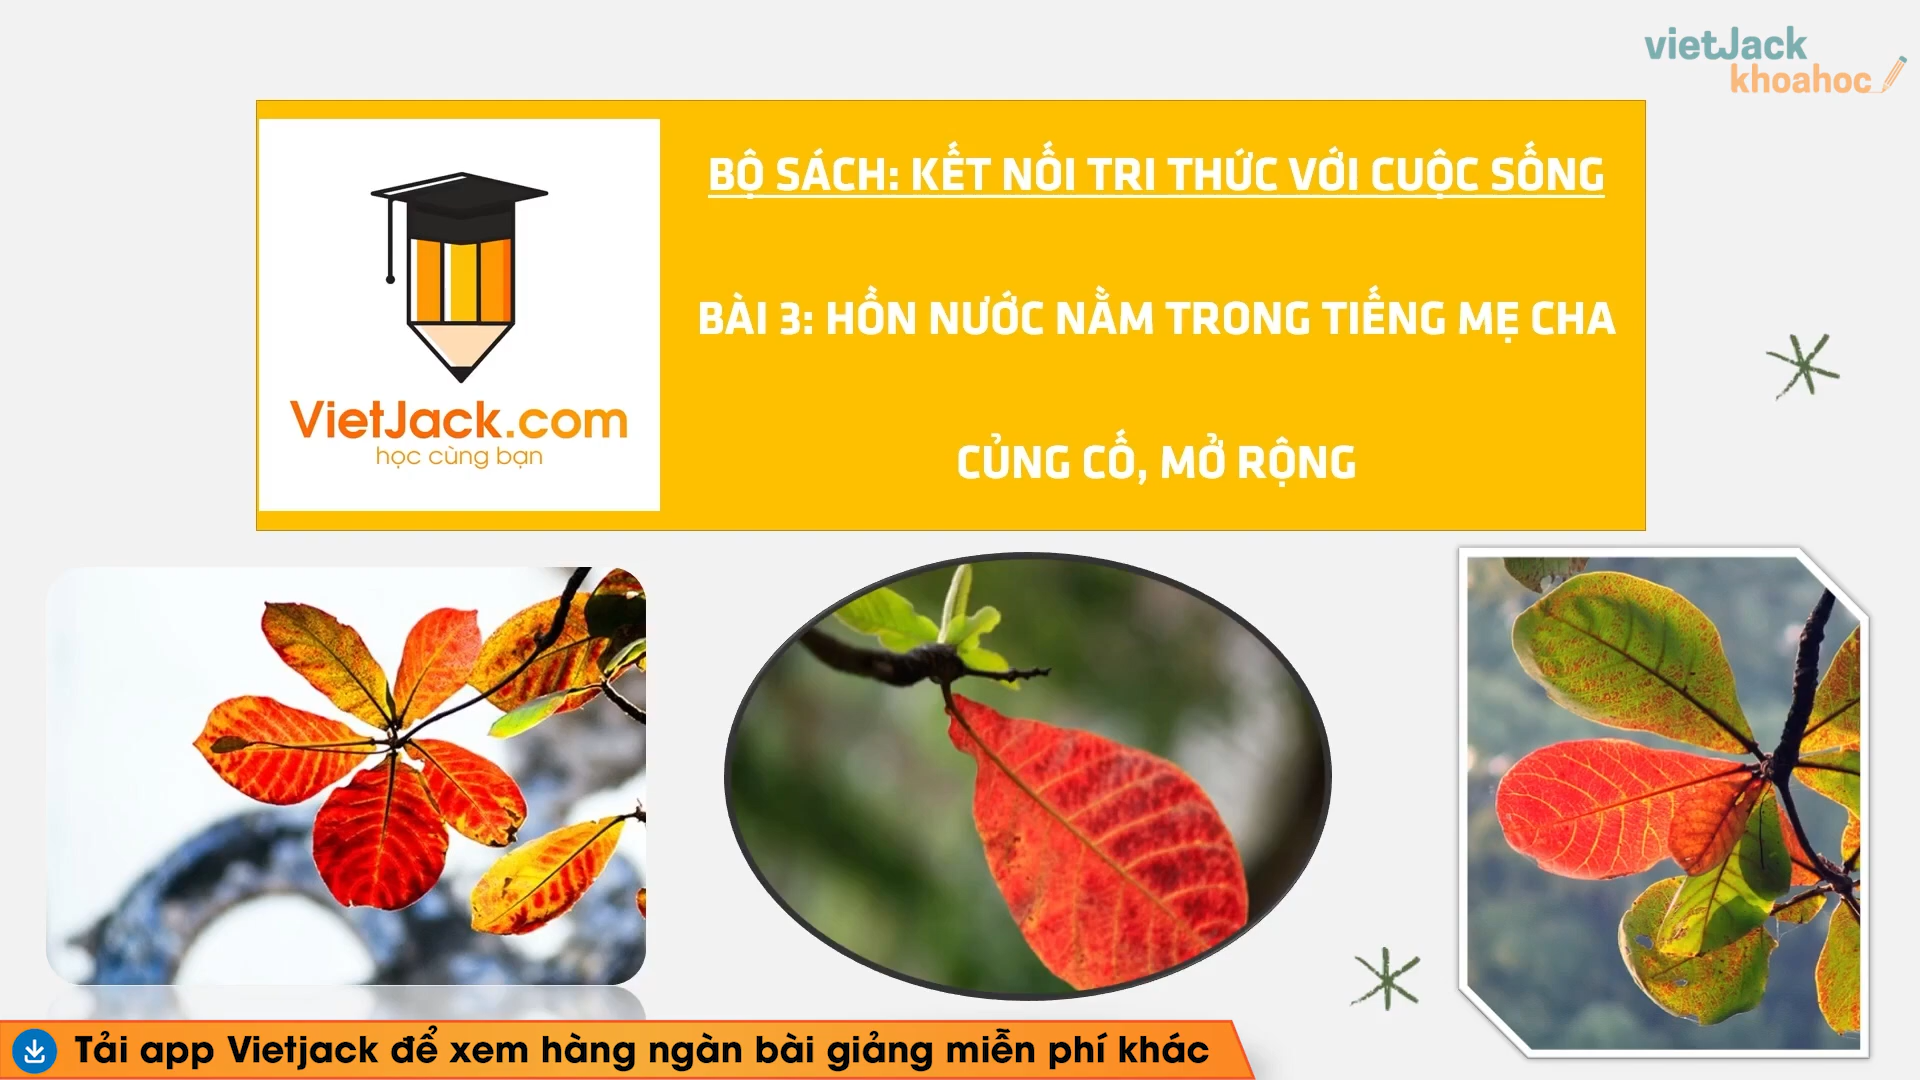 vietJack
khoahoc
BỘ SÁCH: KẾT NỐI TRI THỨC VỚI CUỘC SỐNG
BÀI 3: HỒN NƯỚC NẰM TRONG TIẾNG MẸ CHA
CỦNG CỐ, MỞ RỘNG
VietJack.com
học cùng bạn
Tải app Vietjack để xem hàng ngàn bài giảng miễn phí khác